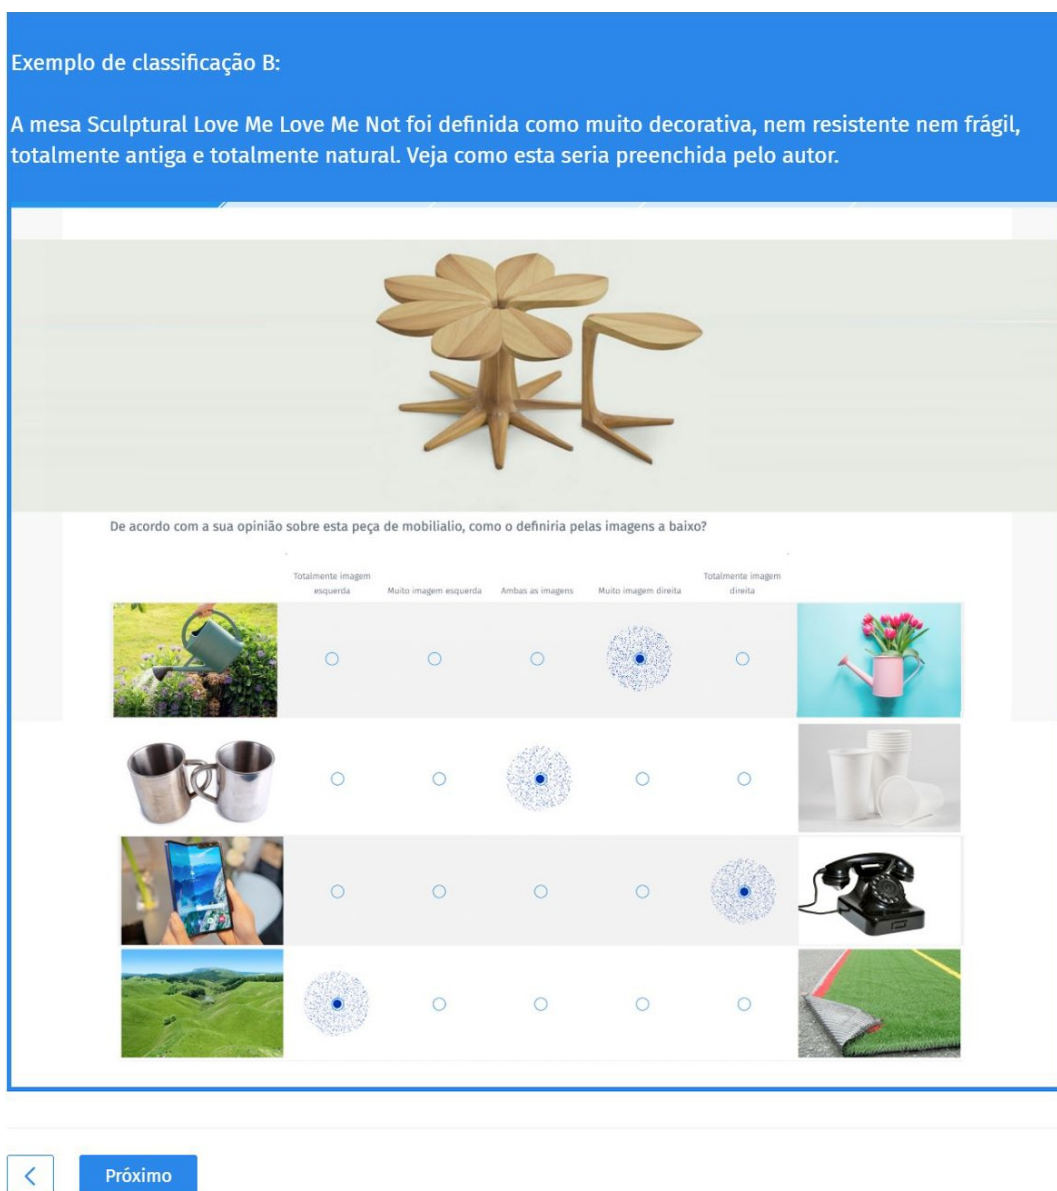 Exemplo de classificação B:
A mesa Sculptural Love Me Love Me Not foi definida como muito decorativa, nem resistente nem frágil,
totalmente antiga e totalmente natural. Veja como esta seria preenchida pelo autor.
De acordo com a sua opinião sobre esta peça de mobilialio, como o definiria pelas imagens a baixo?
Totalmente imagem
esquerda
Muito imagem esquerda
Ambas as imagens
Muito imagem direita
Totalmente imagem
direita
Próximo